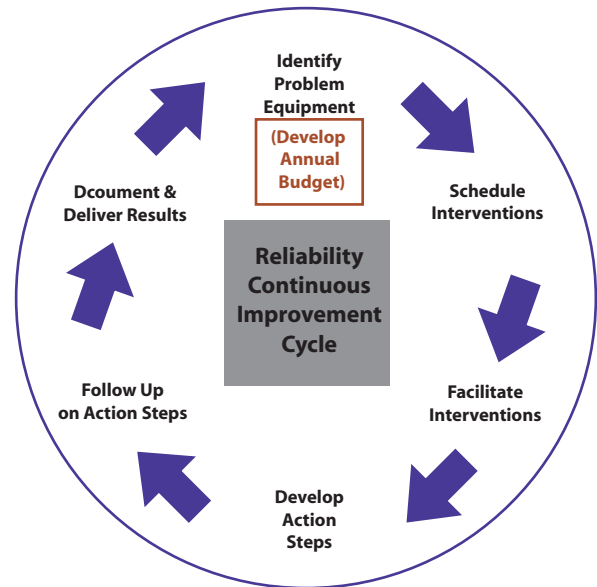 Identify
Problem
Equipment
(Develop
Annual
Budget)
Schedule
Interventions
Facilitate
Interventions
Develop
Action
Steps
Follow Up
on Action Steps
Dcoument &
Deliver Results
Reliability
Continuous
Improvement
Cycle